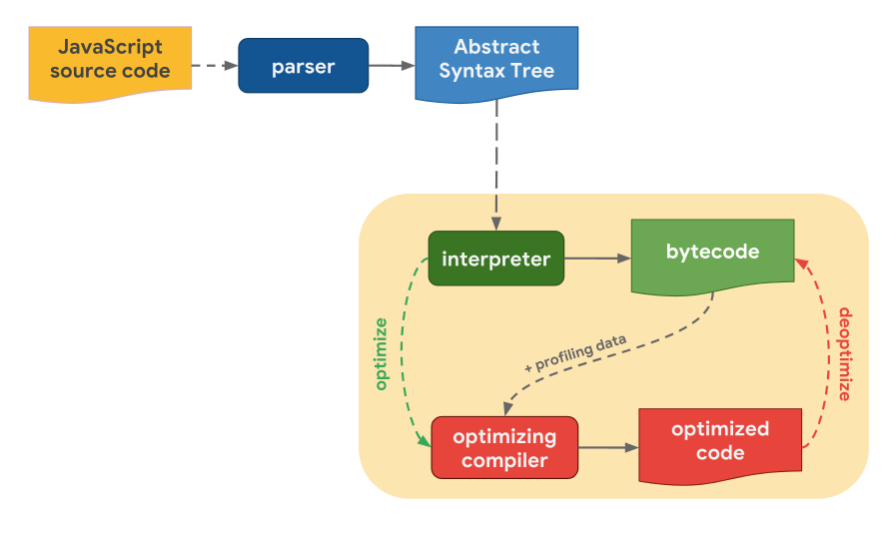 JavaScript
source code
parser
Abstract
Syntax Tree
interpreter
bytecode
optimize
+ profiling data
deoptimize
optimizing
compiler
optimized
code